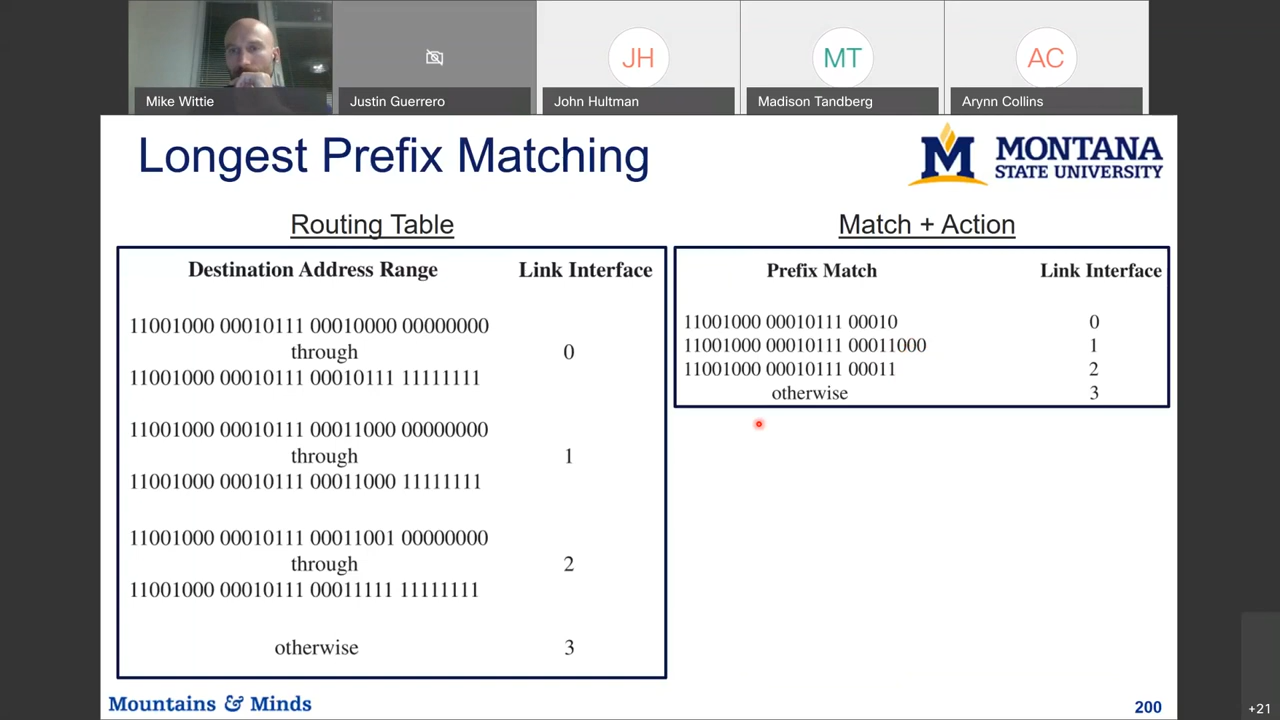 Mike Wittie
Justin Guerrero
JH
John Hultman
MT
Madison Tandberg
AC
Arynn Collins
Longest Prefix Matching
M MONTANA
STATE UNIVERSITY
Routing Table
Destination Address Range Link Interface
11001000 00010111 00010000 00000000
through 0
11001000 00010111 00010111 11111111
11001000 00010111 00011000 00000000
through 1
11001000 00010111 00011000 11111111
11001000 00010111 00011001 00000000
through 2
11001000 00010111 00011111 11111111
otherwise 3
Match + Action
Prefix Match Link Interface
11001000 00010111 00010 0
11001000 00010111 00011000 1
11001000 00010111 00011 2
otherwise 3
Mountains & Minds
200
+21